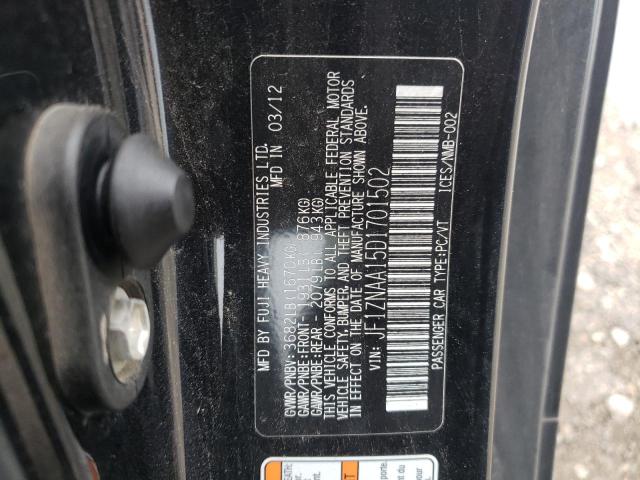 MFD BY FUJI HEAVY INDUSTRIES LTD.
MFD IN 03/12
GVWR/PNBV: 3682LB(1670KG)
GAWR/PNBE:FRONT- 1931LB( 876KG)
GAWR/PNBE:REAR - 2079LB( 943KG)
THIS VEHICLE CONFORMS TO ALL APPLICABLE FEDERAL MOTOR
VEHICLE SAFETY, BUMPER, AND THEFT PREVENTION STANDARDS
IN EFFECT ON THE DATE OF MANUFACTURE SHOWN ABOVE.
VIN: JF1ZNAA15D1701502
PASSENGER CAR TYPE:PC/VT ICES/NMB-002